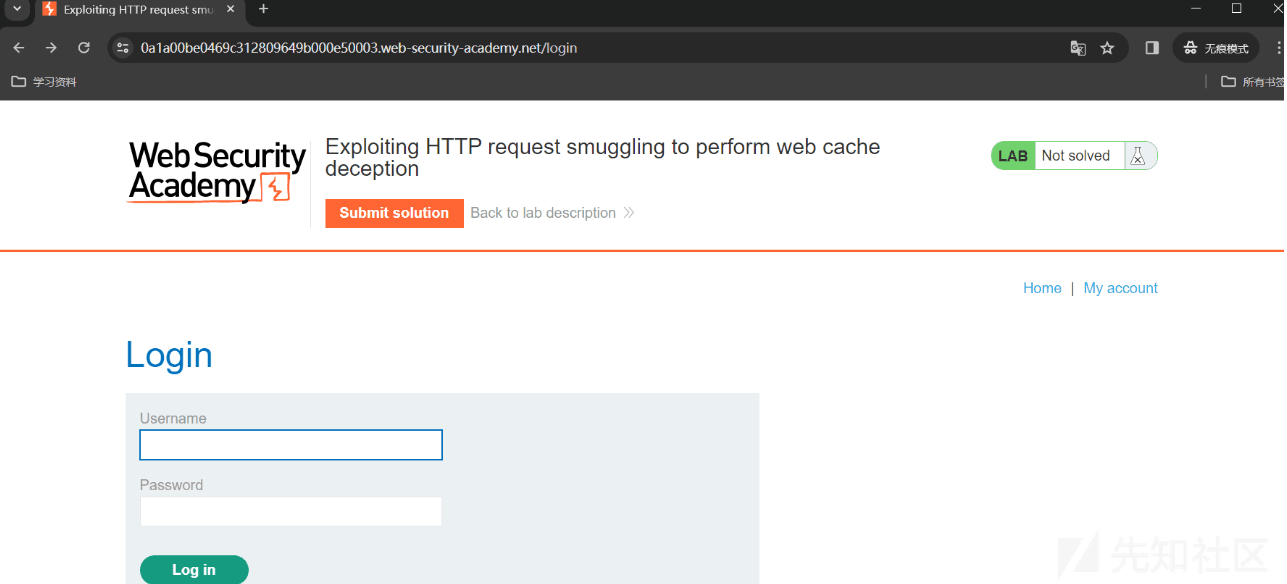 Exploiting HTTP request smu
0a1a00be0469c312809649b000e50003.web-security-academy.net/login
无痕模式
学习资料
所有书签
Web Security
Academy
Exploiting HTTP request smuggling to perform web cache
deception
LAB Not solved
Submit solution Back to lab description
Home | My account
Login
Username
Password
Log in
先知社区